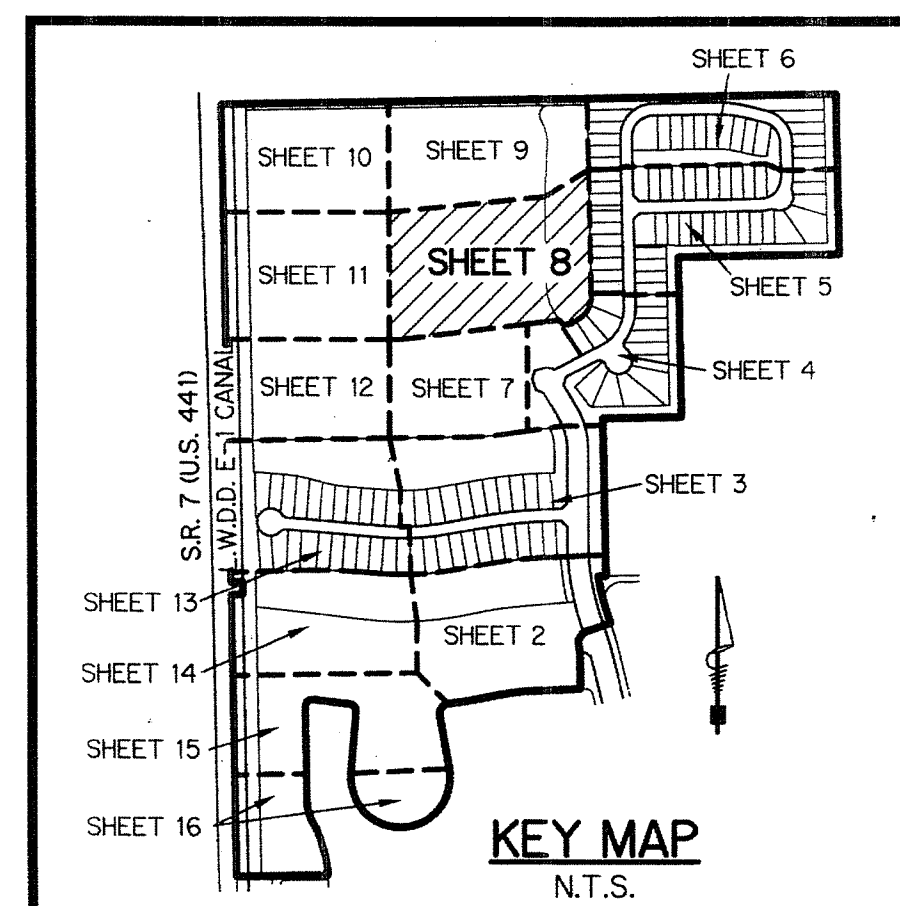 SHEET 6
SHEET 10
SHEET 9
SHEET 11
SHEET 8
SHEET 5
SHEET 12
SHEET 7
SHEET 4
S.R. 7 (U.S. 441)
L.W.D.D. E-1 CANAL
SHEET 3
SHEET 13
SHEET 2
SHEET 14
SHEET 15
SHEET 16
KEY MAP
N.T.S.